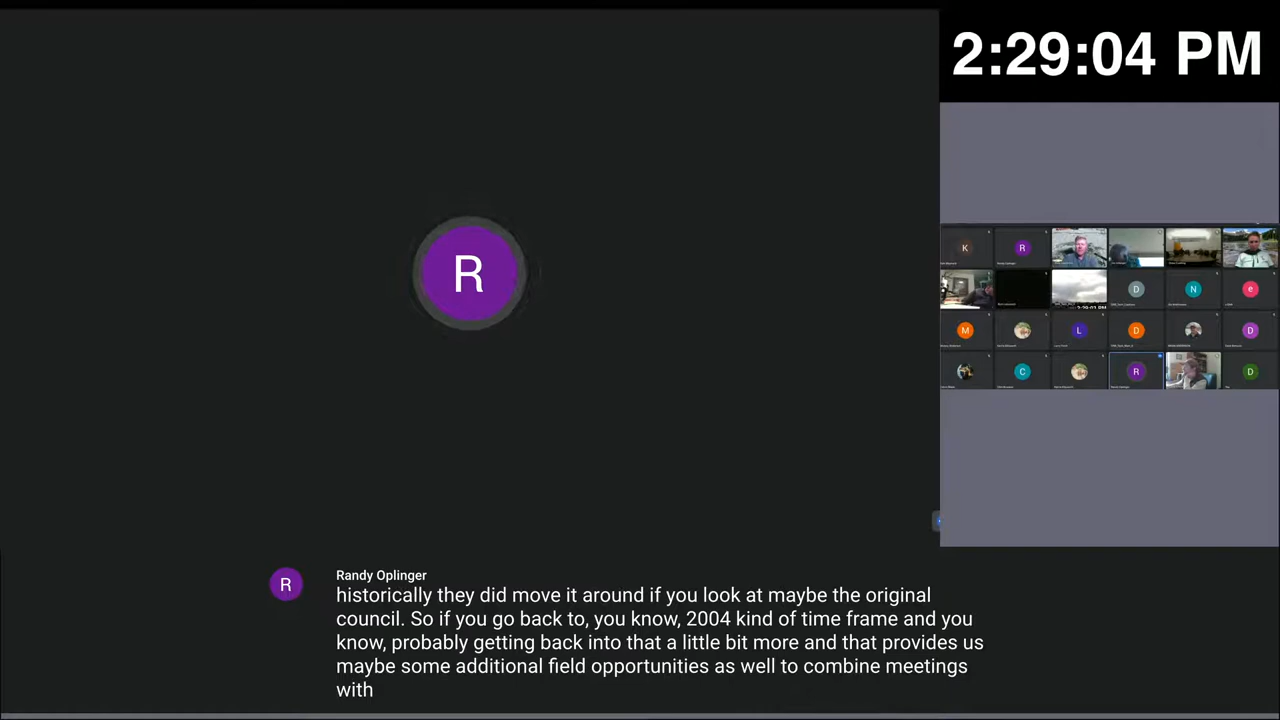 2:29:04 PM
R
K
R
D
N
e
M
L
D
D
C
R
D
R
Randy Oplinger
historically they did move it around if you look at maybe the original
council. So if you go back to, you know, 2004 kind of time frame and you
know, probably getting back into that a little bit more and that provides us
maybe some additional field opportunities as well to combine meetings
with